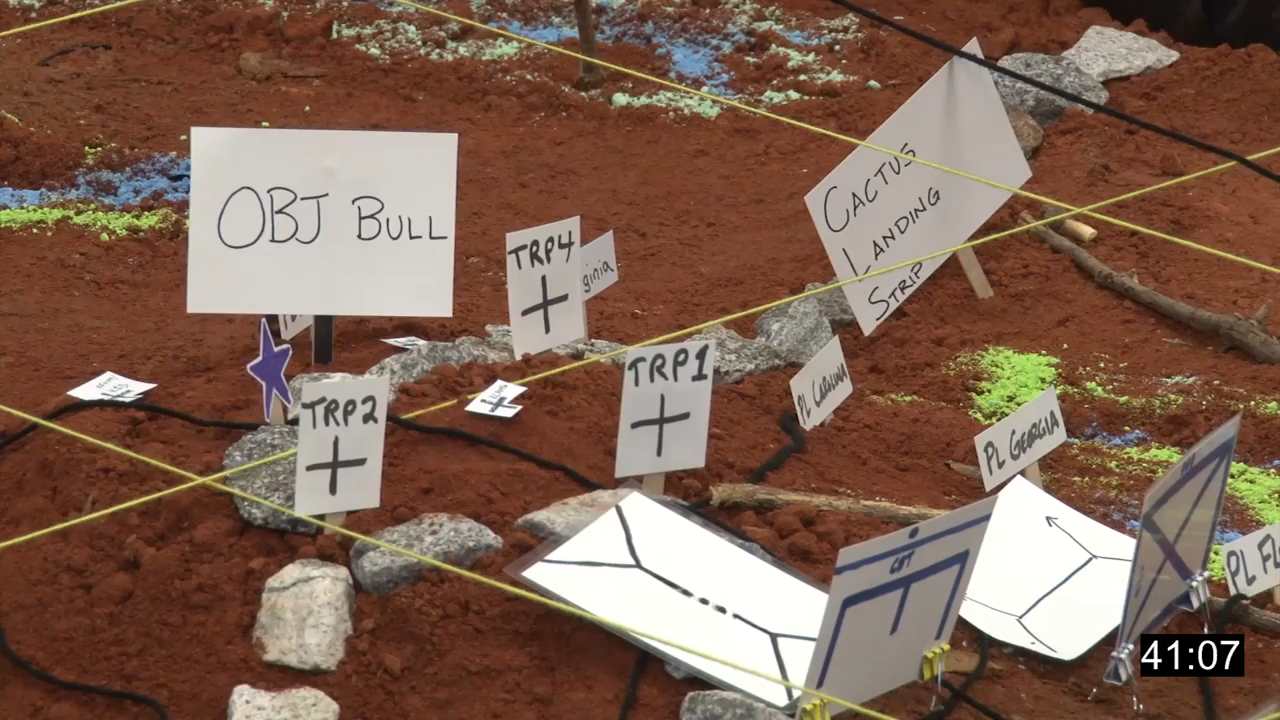 OBJ BULL
TRP4
ginia
CACTUS
LANDING
STRIP
TRP1
PL CAROLINA
TRP2
PL GEORGIA
PL FL
41:07